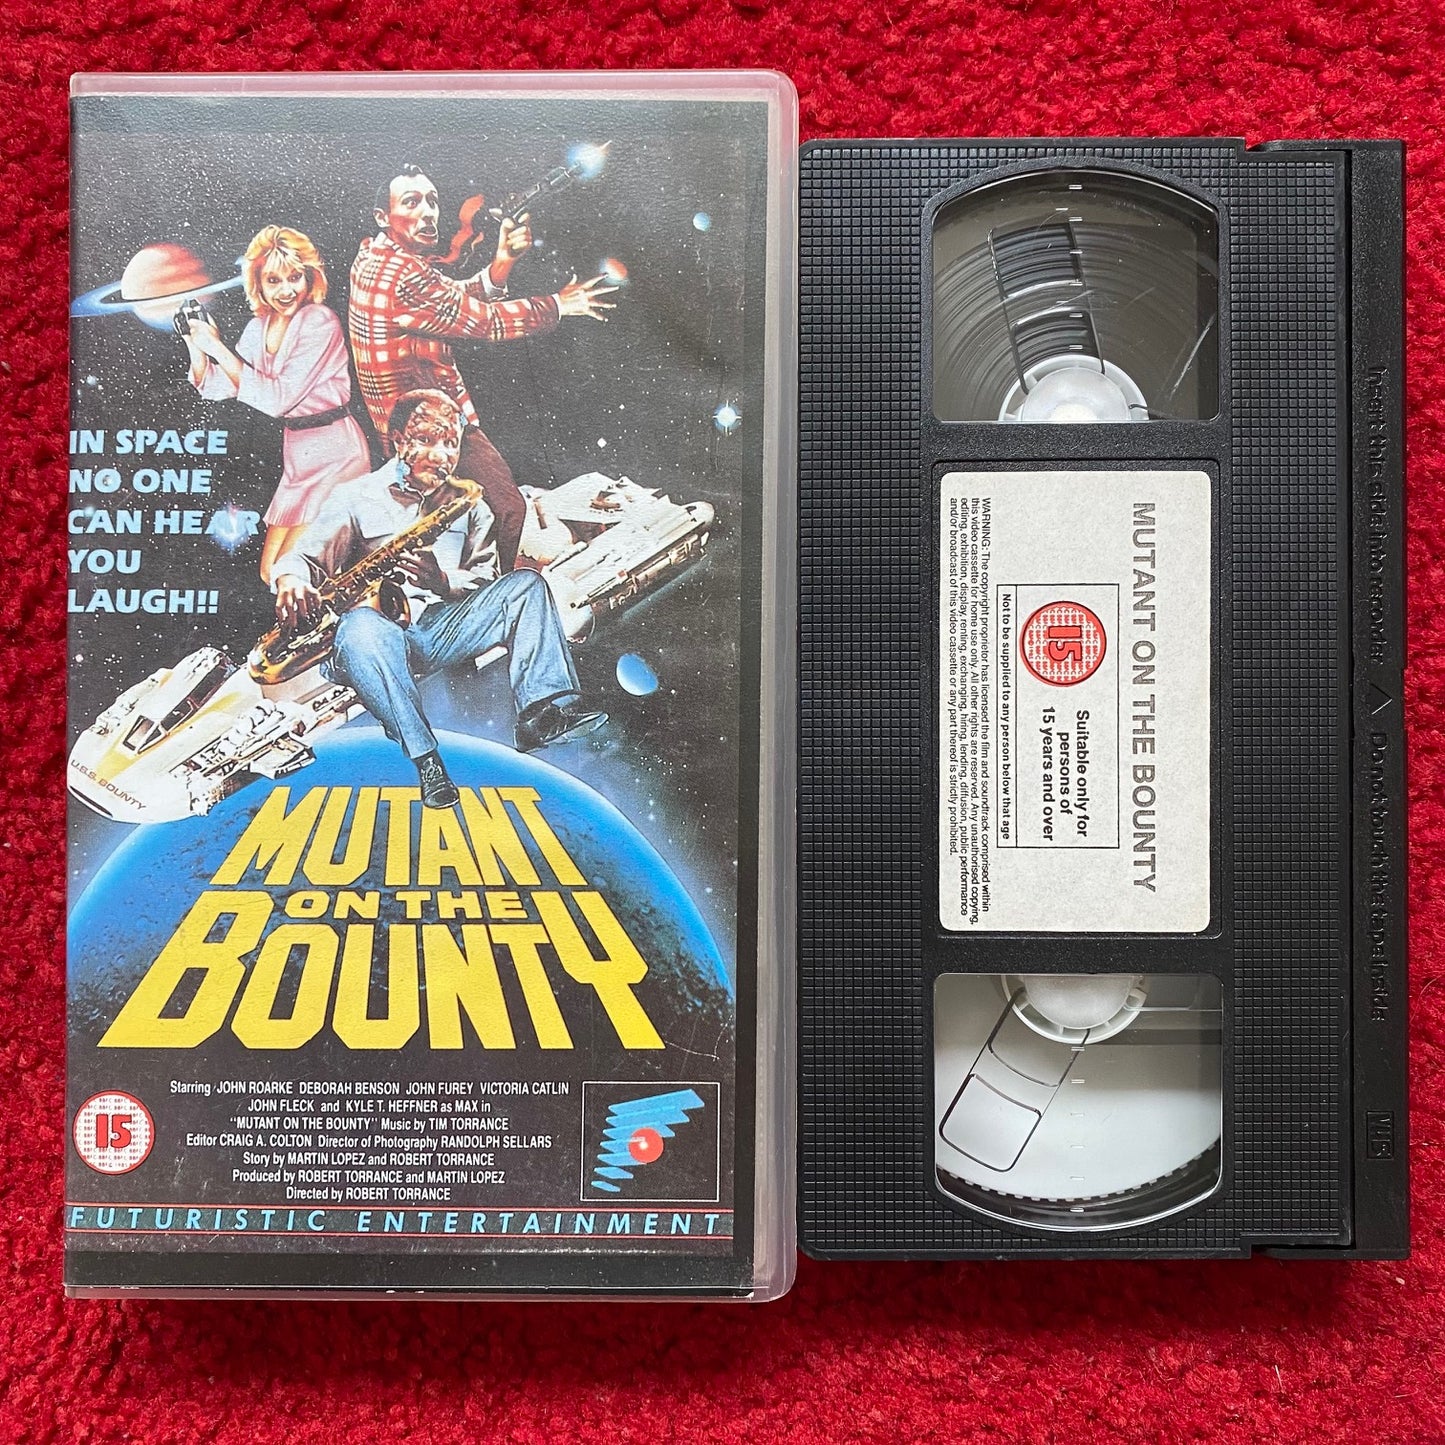 IN SPACE
NO ONE
CAN HEAR
YOU
LAUGH!!
U.S.S. BOUNTY
MUTANT
ON THE
BOUNTY
Starring JOHN ROARKE DEBORAH BENSON JOHN FUREY VICTORIA CATLIN
JOHN FLECK and KYLE T. HEFFNER as MAX in
"MUTANT ON THE BOUNTY" Music by TIM TORRANCE
Editor CRAIG A. COLTON Director of Photography RANDOLPH SELLARS
Story by MARTIN LOPEZ and ROBERT TORRANCE
Produced by ROBERT TORRANCE and MARTIN LOPEZ
Directed by ROBERT TORRANCE
15
FUTURISTIC ENTERTAINMENT
MUTANT ON THE BOUNTY
15
Suitable only for
persons of
15 years and over
Not to be supplied to any person below that age
WARNING: The copyright proprietor has licensed the film and soundtrack comprised within
this video cassette for home use only. All other rights are reserved. Any unauthorised copying,
editing, exhibition, display, renting, exchanging, hiring, lending, diffusion, public performance
and/or broadcast of this video cassette or any part thereof is strictly prohibited.
Insert this side into recorder △ Do not touch the tape inside
VHS